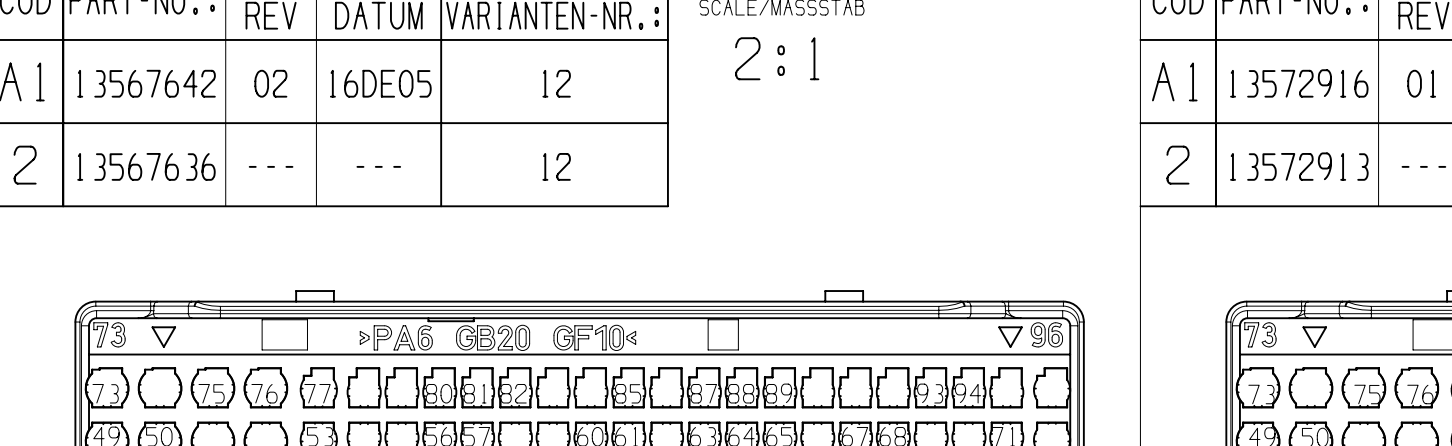 COD PART-NO.: REV DATUM VARIANTEN-NR.:
A1 13567642 02 16DE05 12
2 13567636 --- --- 12
SCALE/MASSSTAB
2:1
COD PART-NO.: REV
A1 13572916 01
2 13572913 ---
73 >PA6 GB20 GF10< 96
73 75 76 77 80 81 82 85 87 88 89 93 94
49 50 53 56 57 60 61 63 64 65 67 68 71
73
73 75 76
49 50